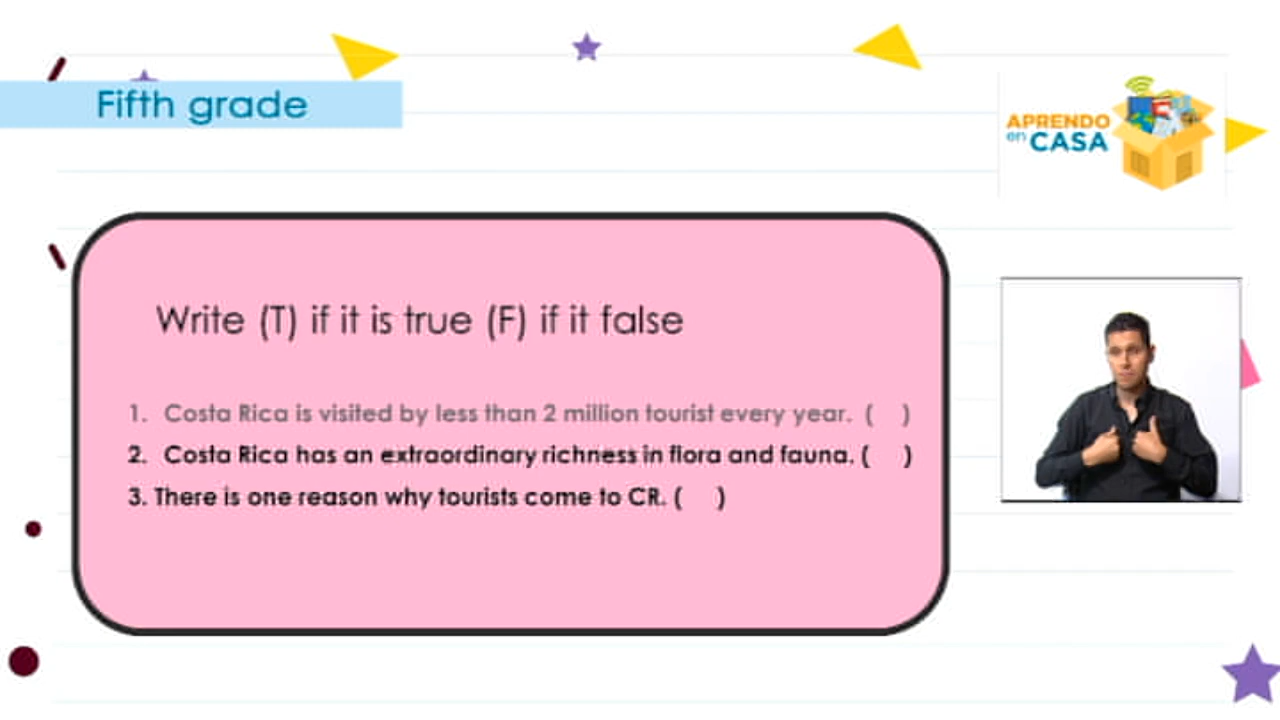 Fifth grade
APRENDO
en CASA
Write (T) if it is true (F) if it false
1. Costa Rica is visited by less than 2 million tourist every year. ( )
2. Costa Rica has an extraordinary richness in flora and fauna. ( )
3. There is one reason why tourists come to CR. ( )